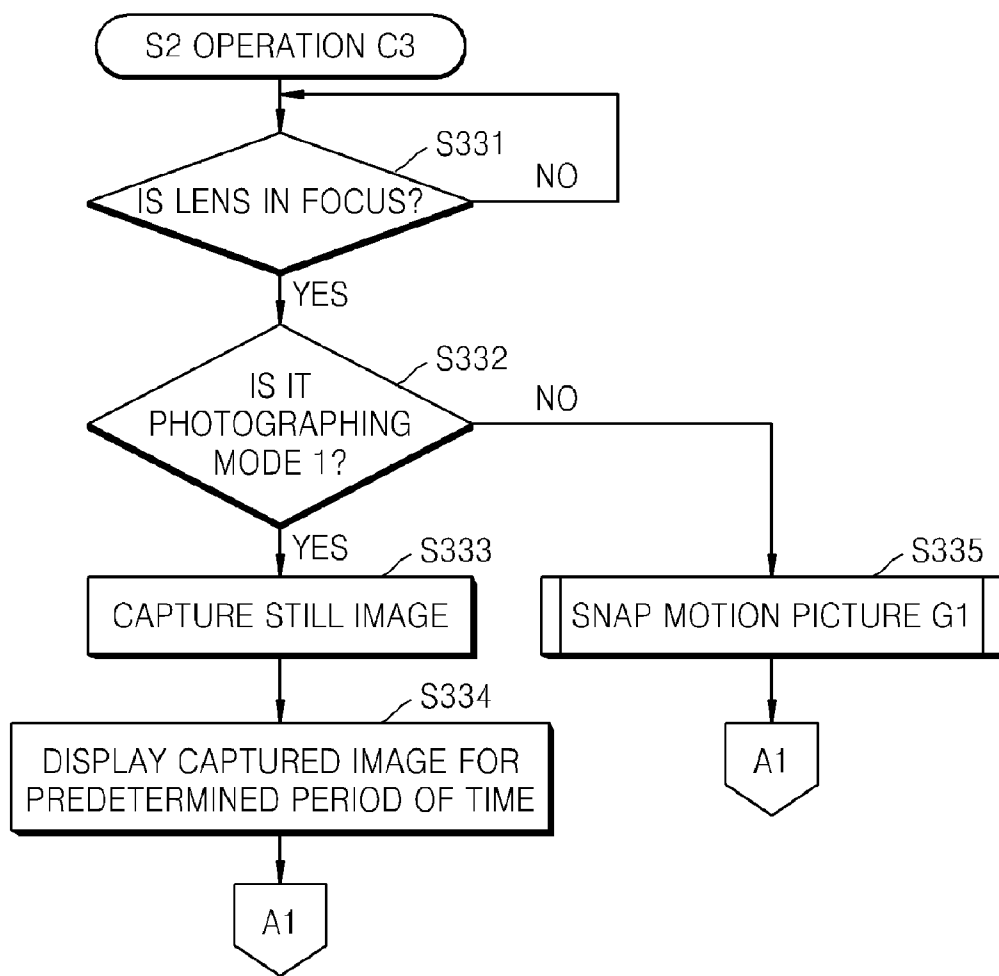 S2 OPERATION C3
S331
IS LENS IN FOCUS?
NO
YES
S332
IS IT
PHOTOGRAPHING
MODE 1?
NO
YES
S333
CAPTURE STILL IMAGE
S335
SNAP MOTION PICTURE G1
S334
DISPLAY CAPTURED IMAGE FOR
PREDETERMINED PERIOD OF TIME
A1
A1